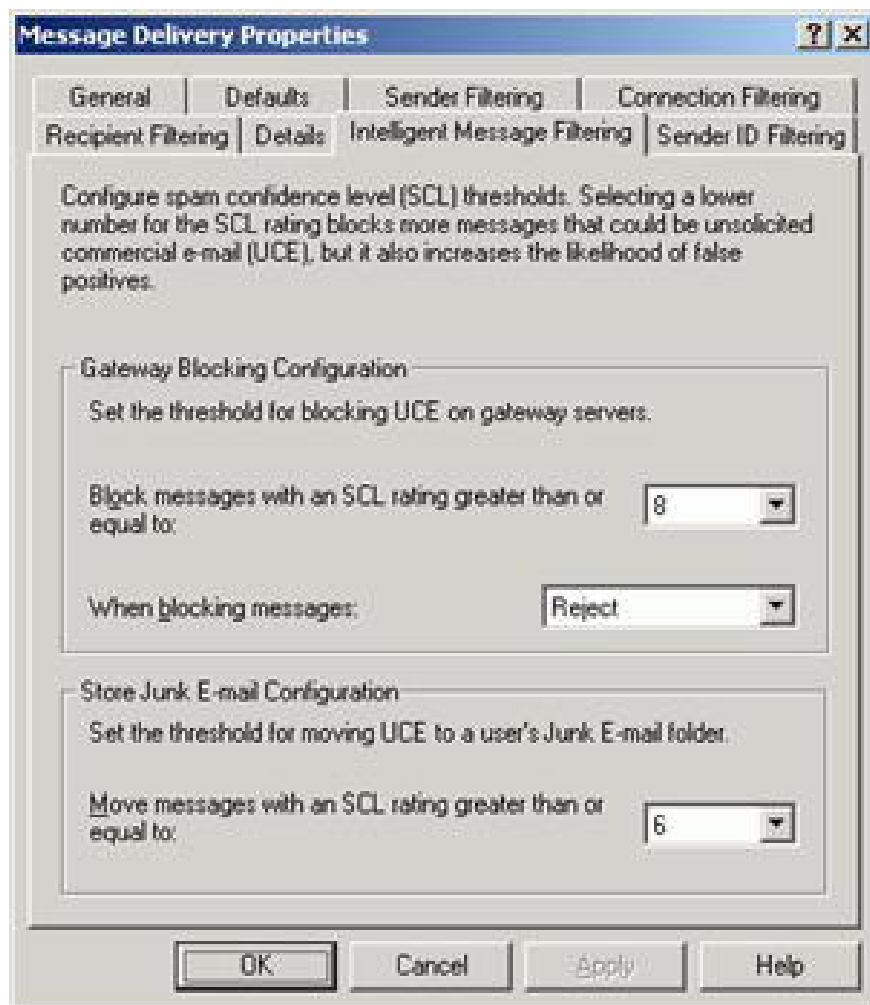 Message Delivery Properties
General Defaults Sender Filtering Connection Filtering
Recipient Filtering Details Intelligent Message Filtering Sender ID Filtering
Configure spam confidence level (SCL) thresholds. Selecting a lower
number for the SCL rating blocks more messages that could be unsolicited
commercial e-mail (UCE), but it also increases the likelihood of false
positives.
Gateway Blocking Configuration
Set the threshold for blocking UCE on gateway servers.
Block messages with an SCL rating greater than or
equal to:
8
When blocking messages:
Reject
Store Junk E-mail Configuration
Set the threshold for moving UCE to a user's Junk E-mail folder.
Move messages with an SCL rating greater than or
equal to:
6
OK Cancel Apply Help